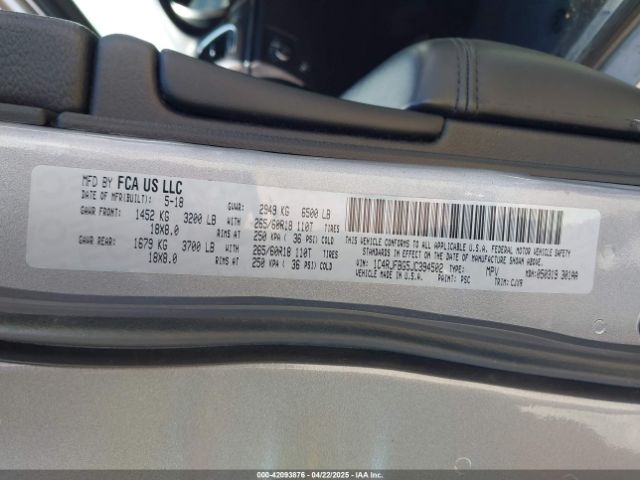 MFD BY FCA US LLC
DATE OF MFR(BUILT): 5-18
GVWR: 2949 KG 6500 LB
GAWR FRONT: 1452 KG 3200 LB WITH 265/60R18 110T TIRES
18X8.0 RIMS AT 250 KPA ( 36 PSI) COLD
GAWR REAR: 1679 KG 3700 LB WITH 265/60R18 110T TIRES
18X8.0 RIMS AT 250 KPA ( 36 PSI) COLD
THIS VEHICLE CONFORMS TO ALL APPLICABLE U.S.A. FEDERAL MOTOR VEHICLE SAFETY
STANDARDS IN EFFECT ON THE DATE OF MANUFACTURE SHOWN ABOVE.
VIN: 1C4RJFBG5JC394502 TYPE: MPV MDH: 050319 301AA
VEHICLE MADE IN U.S.A. PAINT: PSC TRIM: CJX9
000-42093876 - 04/22/2025 - IAA Inc.